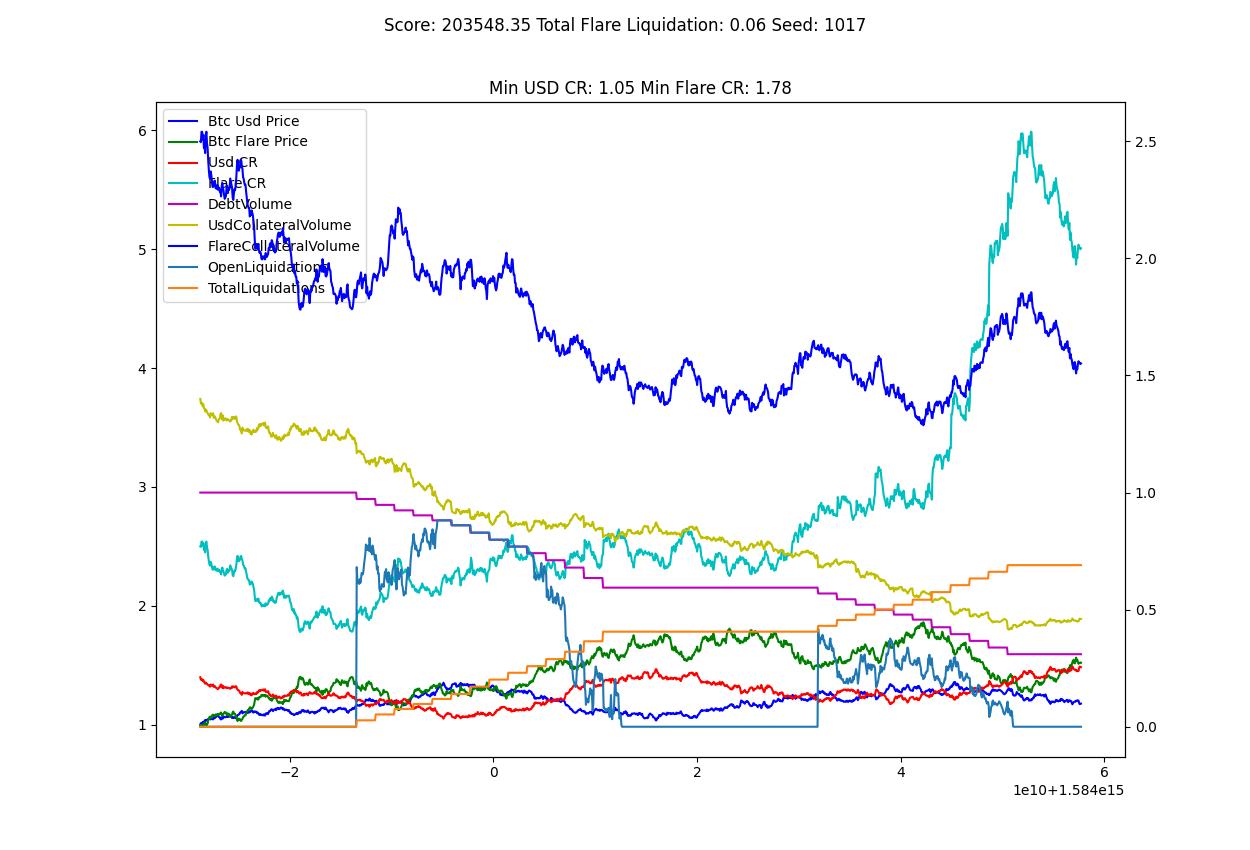 Score: 203548.35 Total Flare Liquidation: 0.06 Seed: 1017
Min USD CR: 1.05 Min Flare CR: 1.78
Btc Usd Price
Btc Flare Price
Usd CR
Flare CR
DebtVolume
UsdCollateralVolume
FlareCollateralVolume
OpenLiquidations
TotalLiquidations
6
5
4
3
2
1
2.5
2.0
1.5
1.0
0.5
0.0
−2
0
2
4
6
1e10+1.584e15